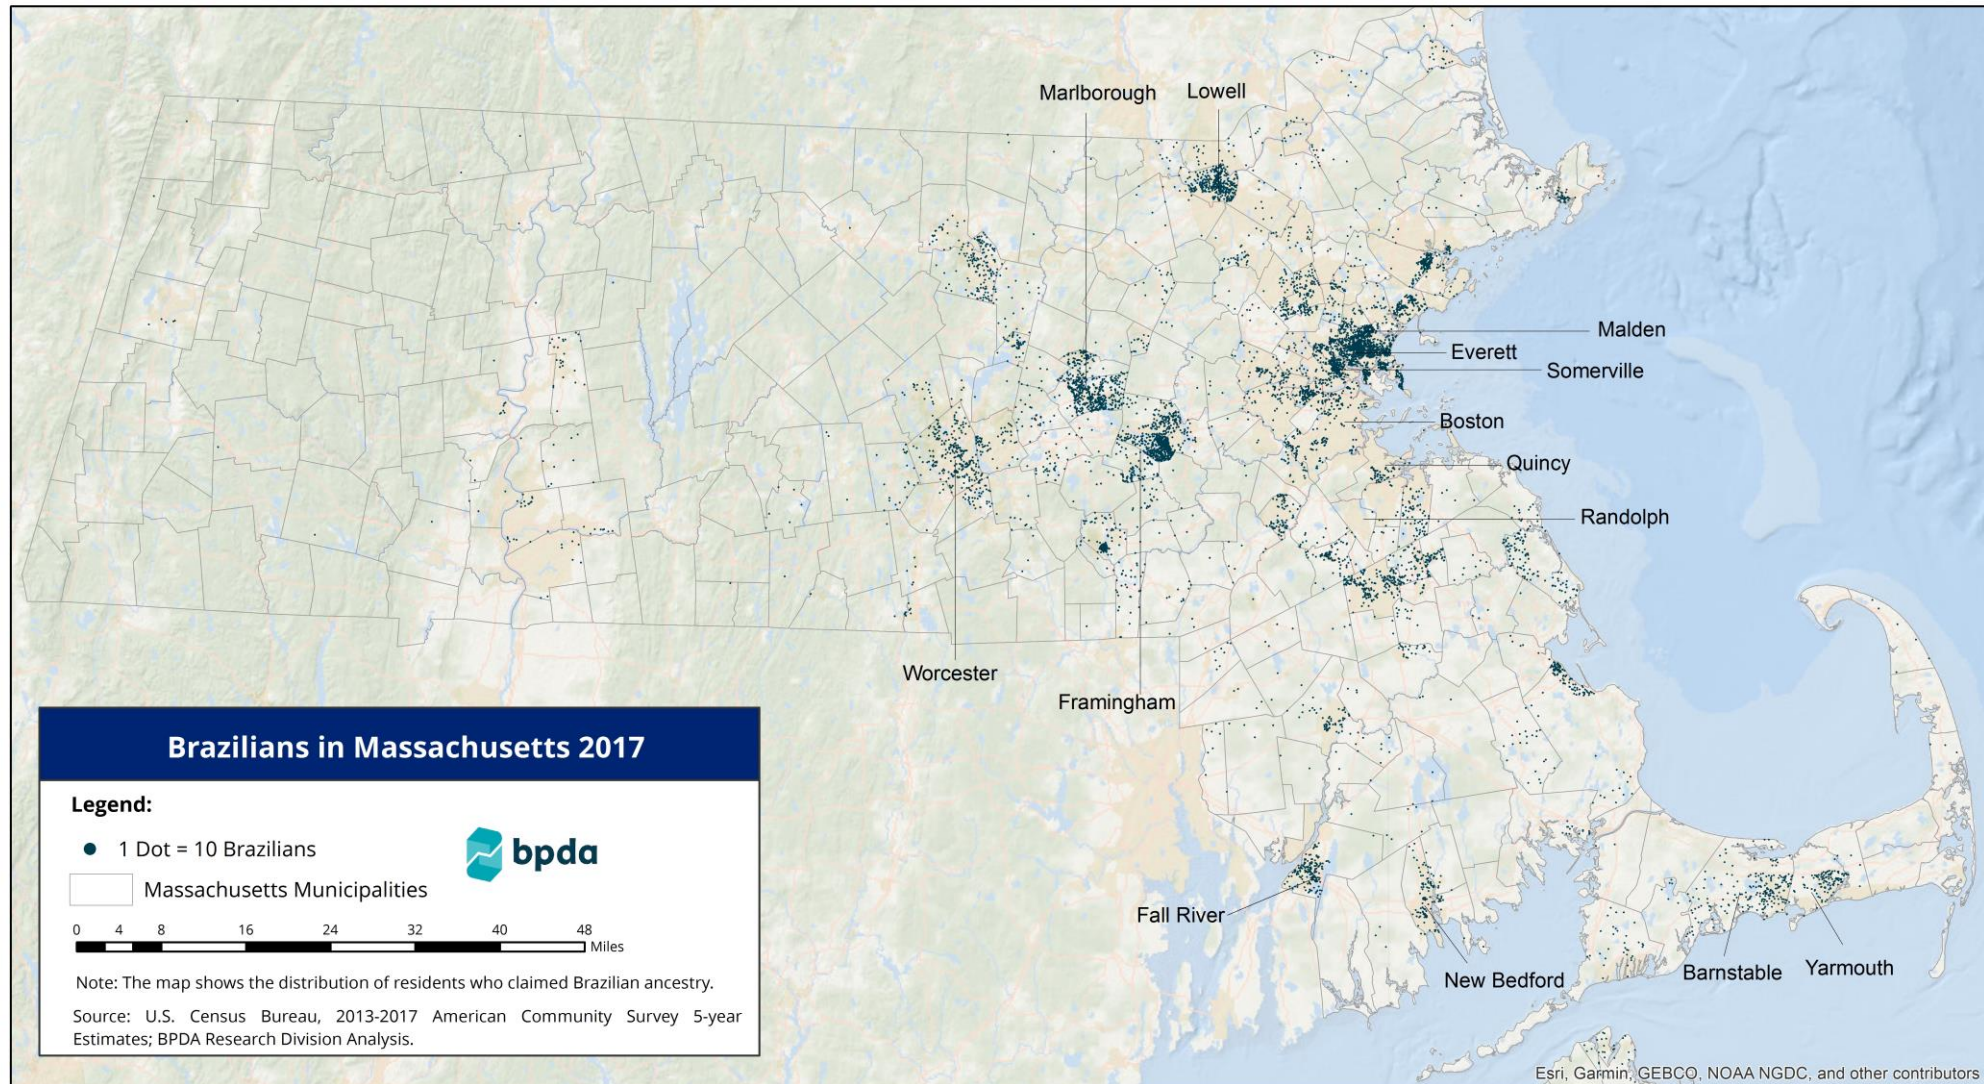 Marlborough
Lowell
Malden
Everett
Somerville
Boston
Quincy
Randolph
Worcester
Framingham
Fall River
New Bedford
Barnstable
Yarmouth
Brazilians in Massachusetts 2017
Legend:
1 Dot = 10 Brazilians
bpda
Massachusetts Municipalities
0 4 8 16 24 32 40 48
Miles
Note: The map shows the distribution of residents who claimed Brazilian ancestry.
Source: U.S. Census Bureau, 2013-2017 American Community Survey 5-year
Estimates; BPDA Research Division Analysis.
Esri, Garmin, GEBCO, NOAA NGDC, and other contributors